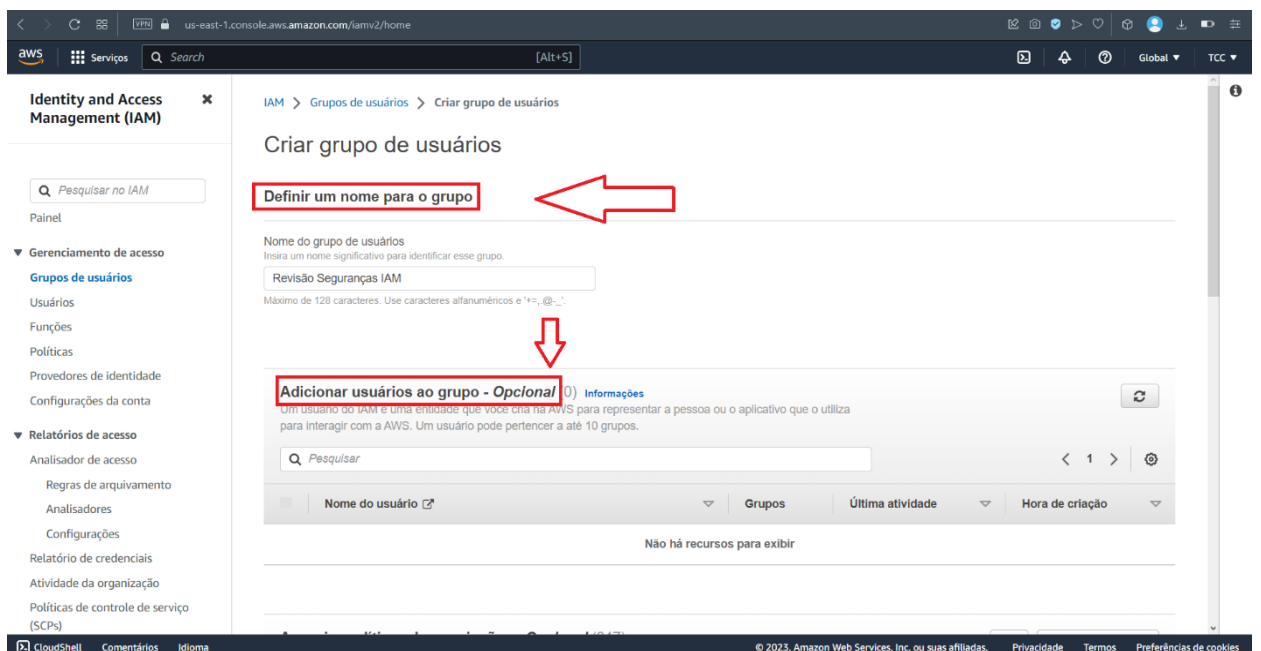 VPN us-east-1.console.aws.amazon.com/iamv2/home
aws Serviços Search [Alt+S] Global TCC
Identity and Access
Management (IAM)
Pesquisar no IAM
Painel
Gerenciamento de acesso
Grupos de usuários
Usuários
Funções
Políticas
Provedores de identidade
Configurações da conta
Relatórios de acesso
Analisador de acesso
Regras de arquivamento
Analisadores
Configurações
Relatório de credenciais
Atividade da organização
Políticas de controle de serviço
(SCPs)
IAM > Grupos de usuários > Criar grupo de usuários
Criar grupo de usuários
Definir um nome para o grupo
Nome do grupo de usuários
Insira um nome significativo para identificar esse grupo.
Revisão Seguranças IAM
Máximo de 128 caracteres. Use caracteres alfanuméricos e '+=,.@-_'.
Adicionar usuários ao grupo - Opcional (0) Informações
Um usuário do IAM é uma entidade que você cria na AWS para representar a pessoa ou o aplicativo que o utiliza
para interagir com a AWS. Um usuário pode pertencer a até 10 grupos.
Pesquisar
< 1 >
Nome do usuário Grupos Última atividade Hora de criação
Não há recursos para exibir
CloudShell Comentários Idioma © 2023, Amazon Web Services, Inc. ou suas afiliadas. Privacidade Termos Preferências de cookies